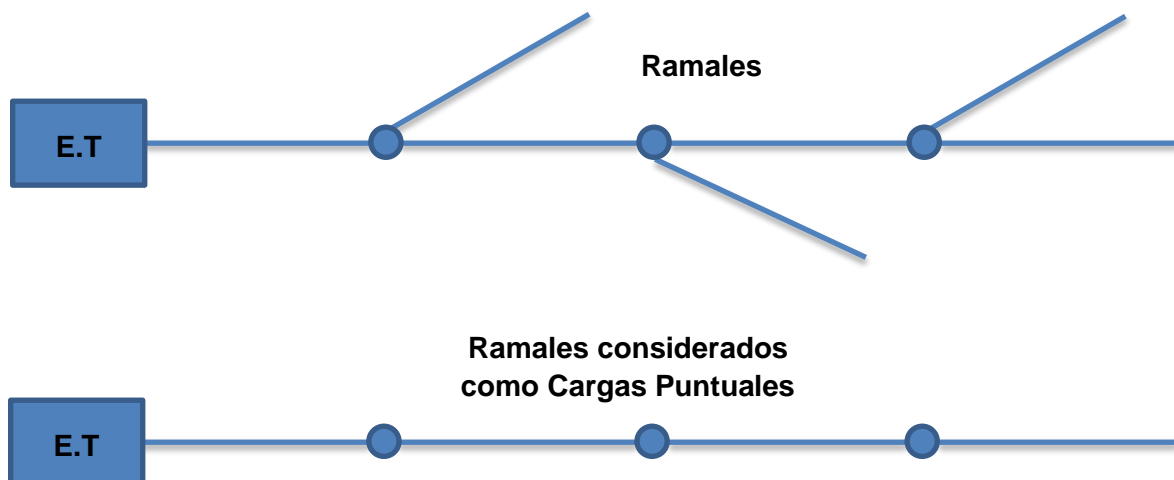 Ramales
E.T
Ramales considerados
como Cargas Puntuales
E.T